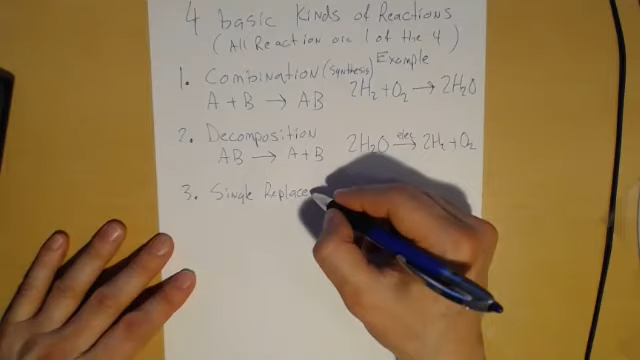 4 basic Kinds of Reactions
(All Reaction are 1 of the 4)
Example
1. Combination (Synthesis)
A + B → AB 2H₂ + O₂ → 2H₂O
2. Decomposition
AB → A + B 2H₂O elec→ 2H₂ + O₂
3. Single Replace